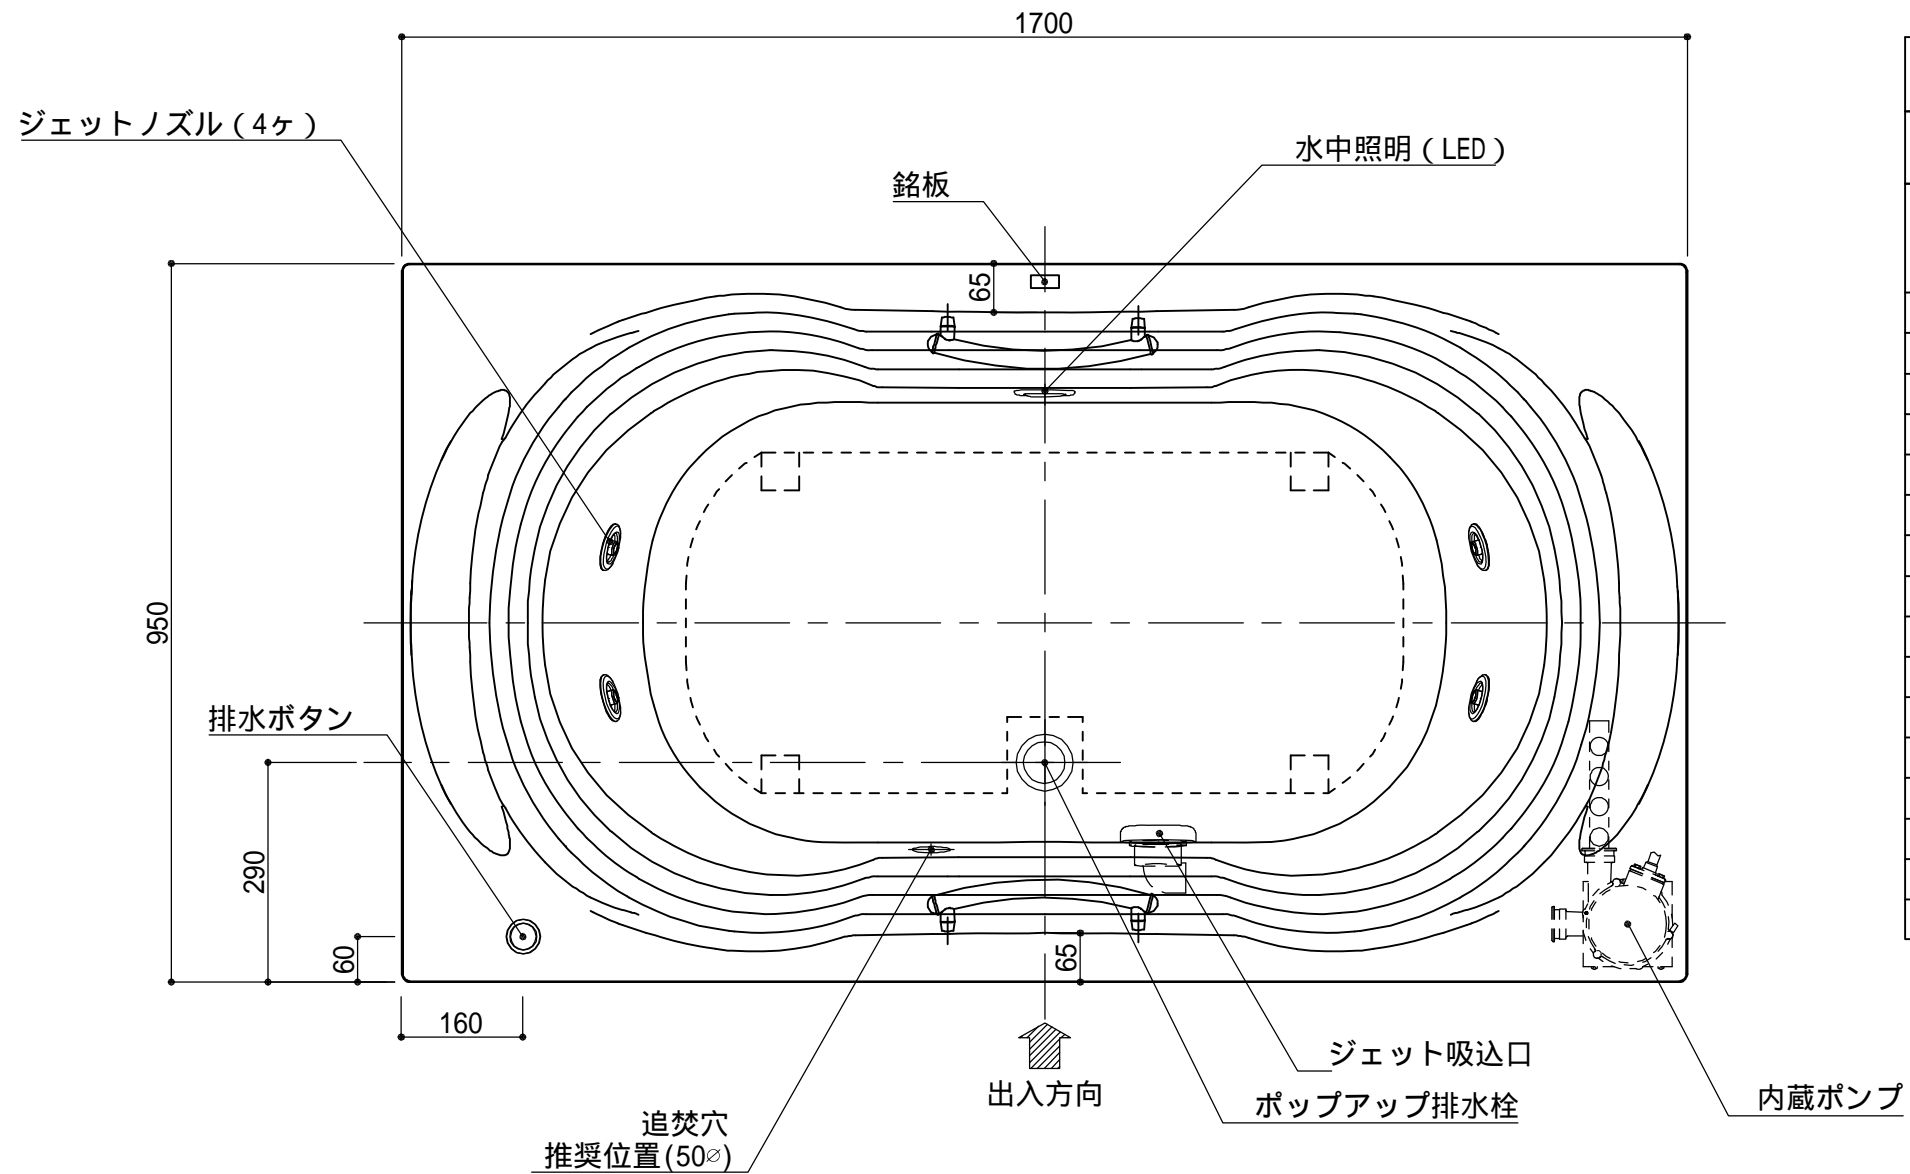 1700
ジェットノズル(4ヶ)
水中照明(LED)
銘板
65
950
排水ボタン
290
60
65
160
ジェット吸込口
出入方向
ポップアップ排水栓
内蔵ポンプ
追焚穴
推奨位置(50⌀)